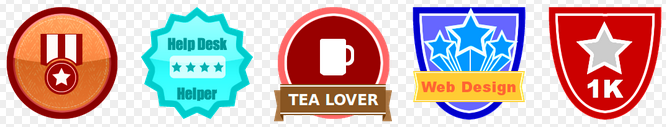 Help Desk
Helper
TEA LOVER
Web Design
1K